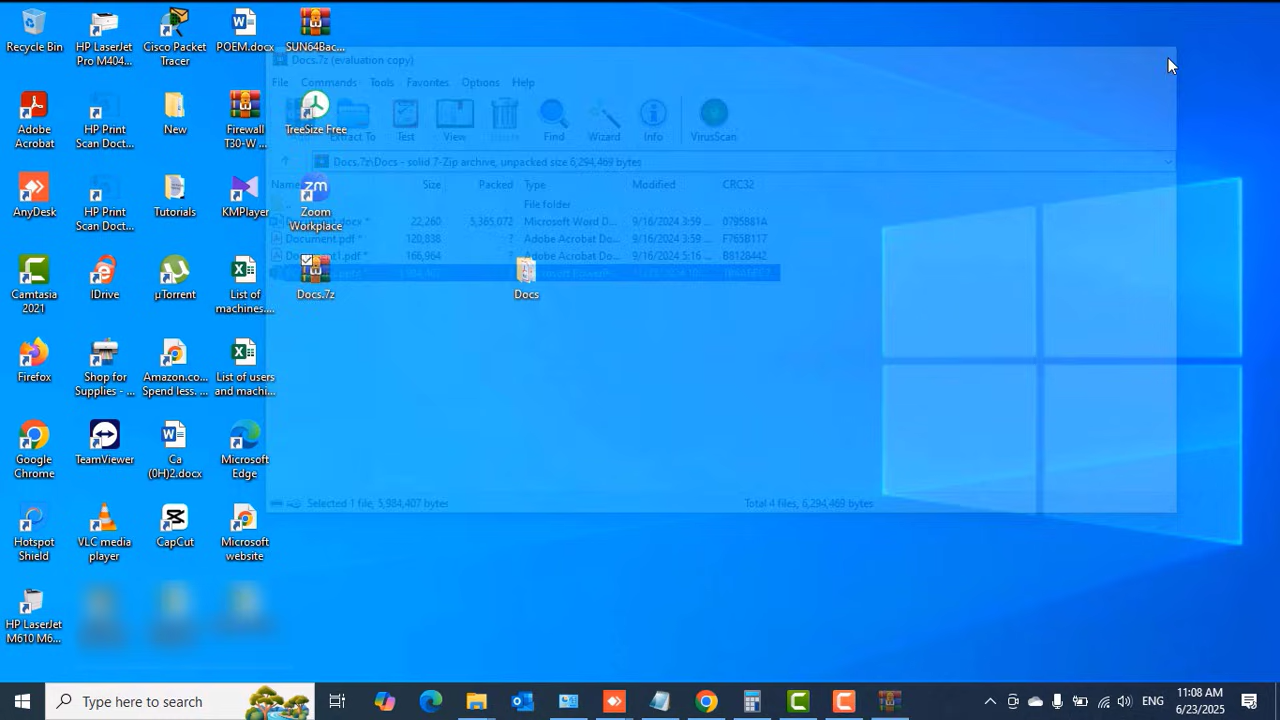 Recycle Bin
HP LaserJet
Pro M404...
Cisco Packet
Tracer
POEM.docx
SUN64Bac...
Docs.7z (evaluation copy)
File Commands Tools Favorites Options Help
Adobe
Acrobat
HP Print
Scan Doct...
New
Firewall
T30-W ...
TreeSize Free
Extract To
Test
View
Find
Wizard
Info
VirusScan
Docs.7z\Docs - solid 7-Zip archive, unpacked size 6,294,469 bytes
Name Size Packed Type Modified CRC32
File folder
22,260 5,365,072 Microsoft Word D... 9/16/2024 3:59 ... 0785881A
Document.pdf * 120,838 ? Adobe Acrobat Do... 9/16/2024 3:59 ... F765B117
166,964 ? Adobe Acrobat Do... 9/16/2024 5:16 ... B8128442
AnyDesk
HP Print
Scan Doct...
Tutorials
KMPlayer
zm
Zoom
Workplace
Camtasia
2021
IDrive
µTorrent
List of
machines....
Docs.7z
Docs
Firefox
Shop for
Supplies - ...
Amazon.co...
Spend less. ...
List of users
and machi...
Google
Chrome
TeamViewer
Ca
(0H)2.docx
Microsoft
Edge
Selected 1 file, 5,984,407 bytes
Total 4 files, 6,294,469 bytes
Hotspot
Shield
VLC media
player
CapCut
Microsoft
website
HP LaserJet
M610 M6...
Type here to search
ENG
11:08 AM
6/23/2025